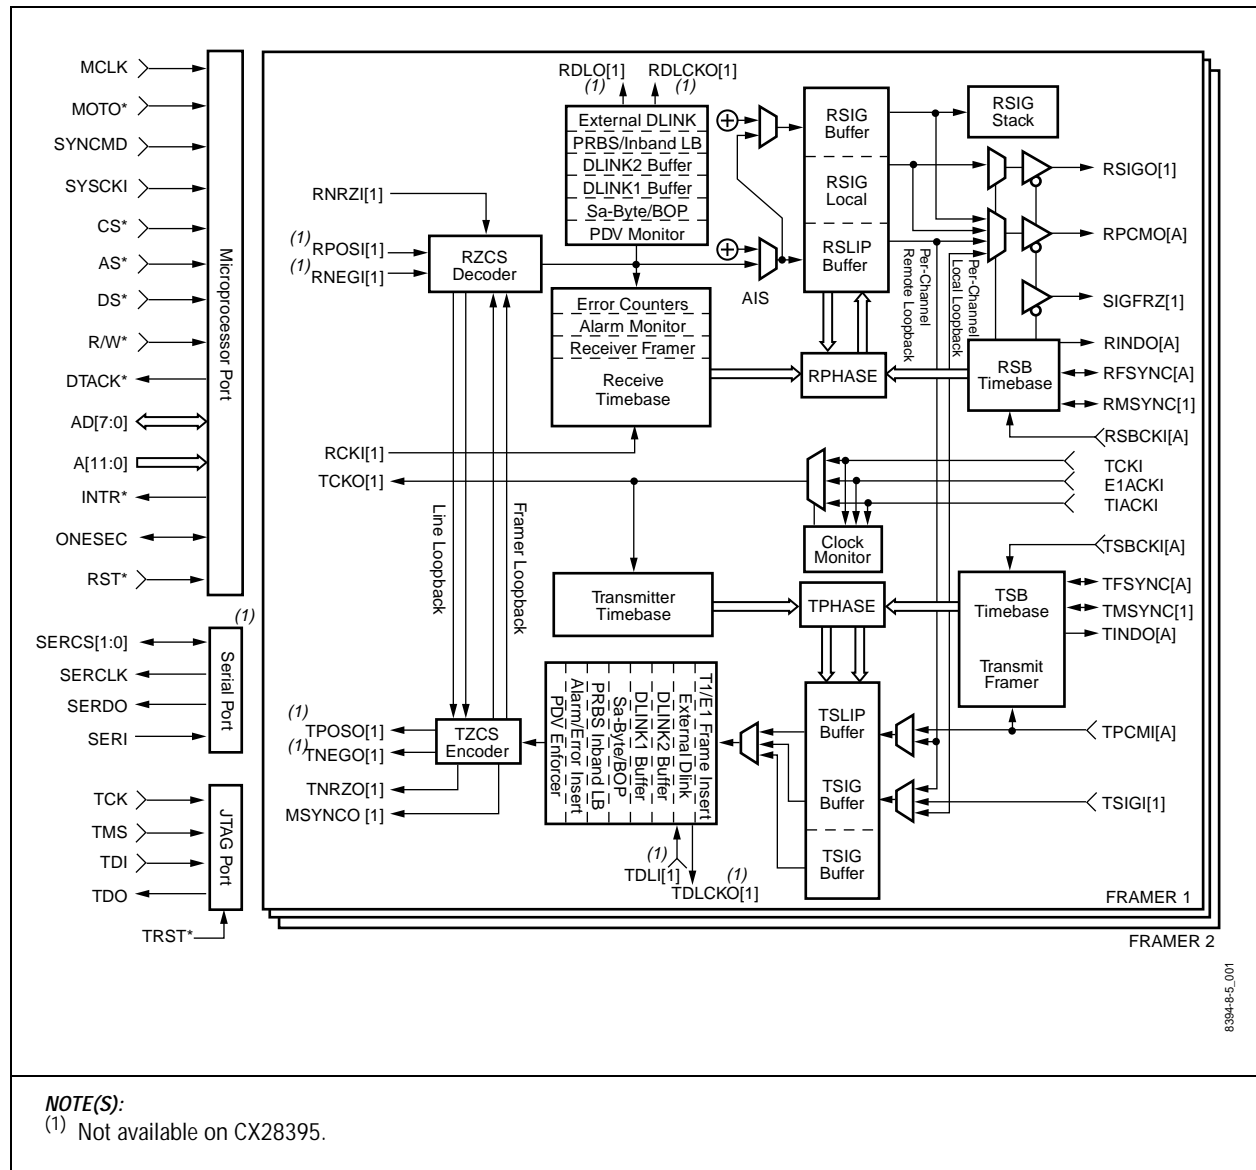 MCLK
MOTO*
SYNCMD
SYSCKI
CS*
AS*
DS*
R/W*
DTACK*
AD[7:0]
A[11:0]
INTR*
ONESEC
RST*
Microprocessor Port
(1)
SERCS[1:0]
SERCLK
SERDO
SERI
Serial Port
TCK
TMS
TDI
TDO
TRST*
JTAG Port
RDLO[1]
(1)
RDLCKO[1]
(1)
External DLINK
PRBS/Inband LB
DLINK2 Buffer
DLINK1 Buffer
Sa-Byte/BOP
PDV Monitor
RNRZI[1]
(1) RPOSI[1]
(1) RNEGI[1]
RZCS
Decoder
Error Counters
Alarm Monitor
Receiver Framer
Receive
Timebase
AIS
RSIG
Buffer
RSIG
Local
RSLIP
Buffer
RSIG
Stack
RSIGO[1]
RPCMO[A]
SIGFRZ[1]
Per-Channel
Remote Loopback
Per-Channel
Local Loopback
RPHASE
RSB
Timebase
RINDO[A]
RFSYNC[A]
RMSYNC[1]
RSBCKI[A]
RCKI[1]
TCKO[1]
TCKI
E1ACKI
TIACKI
Clock
Monitor
Line Loopback
Framer Loopback
Transmitter
Timebase
TPHASE
TSB
Timebase
Transmit
Framer
TSBCKI[A]
TFSYNC[A]
TMSYNC[1]
TINDO[A]
TPCMI[A]
TSIGI[1]
(1)
TPOSO[1]
(1)
TNEGO[1]
TNRZO[1]
MSYNCO [1]
TZCS
Encoder
T1/E1 Frame Insert
External Dlink
DLINK2 Buffer
DLINK1 Buffer
Sa-Byte/BOP
PRBS Inband LB
Alarm/Error Insert
PDV Enforcer
(1)
TDLI[1]
(1)
TDLCKO[1]
TSLIP
Buffer
TSIG
Buffer
TSIG
Buffer
FRAMER 1
FRAMER 2
8394-8-5_001
NOTE(S):
(1) Not available on CX28395.